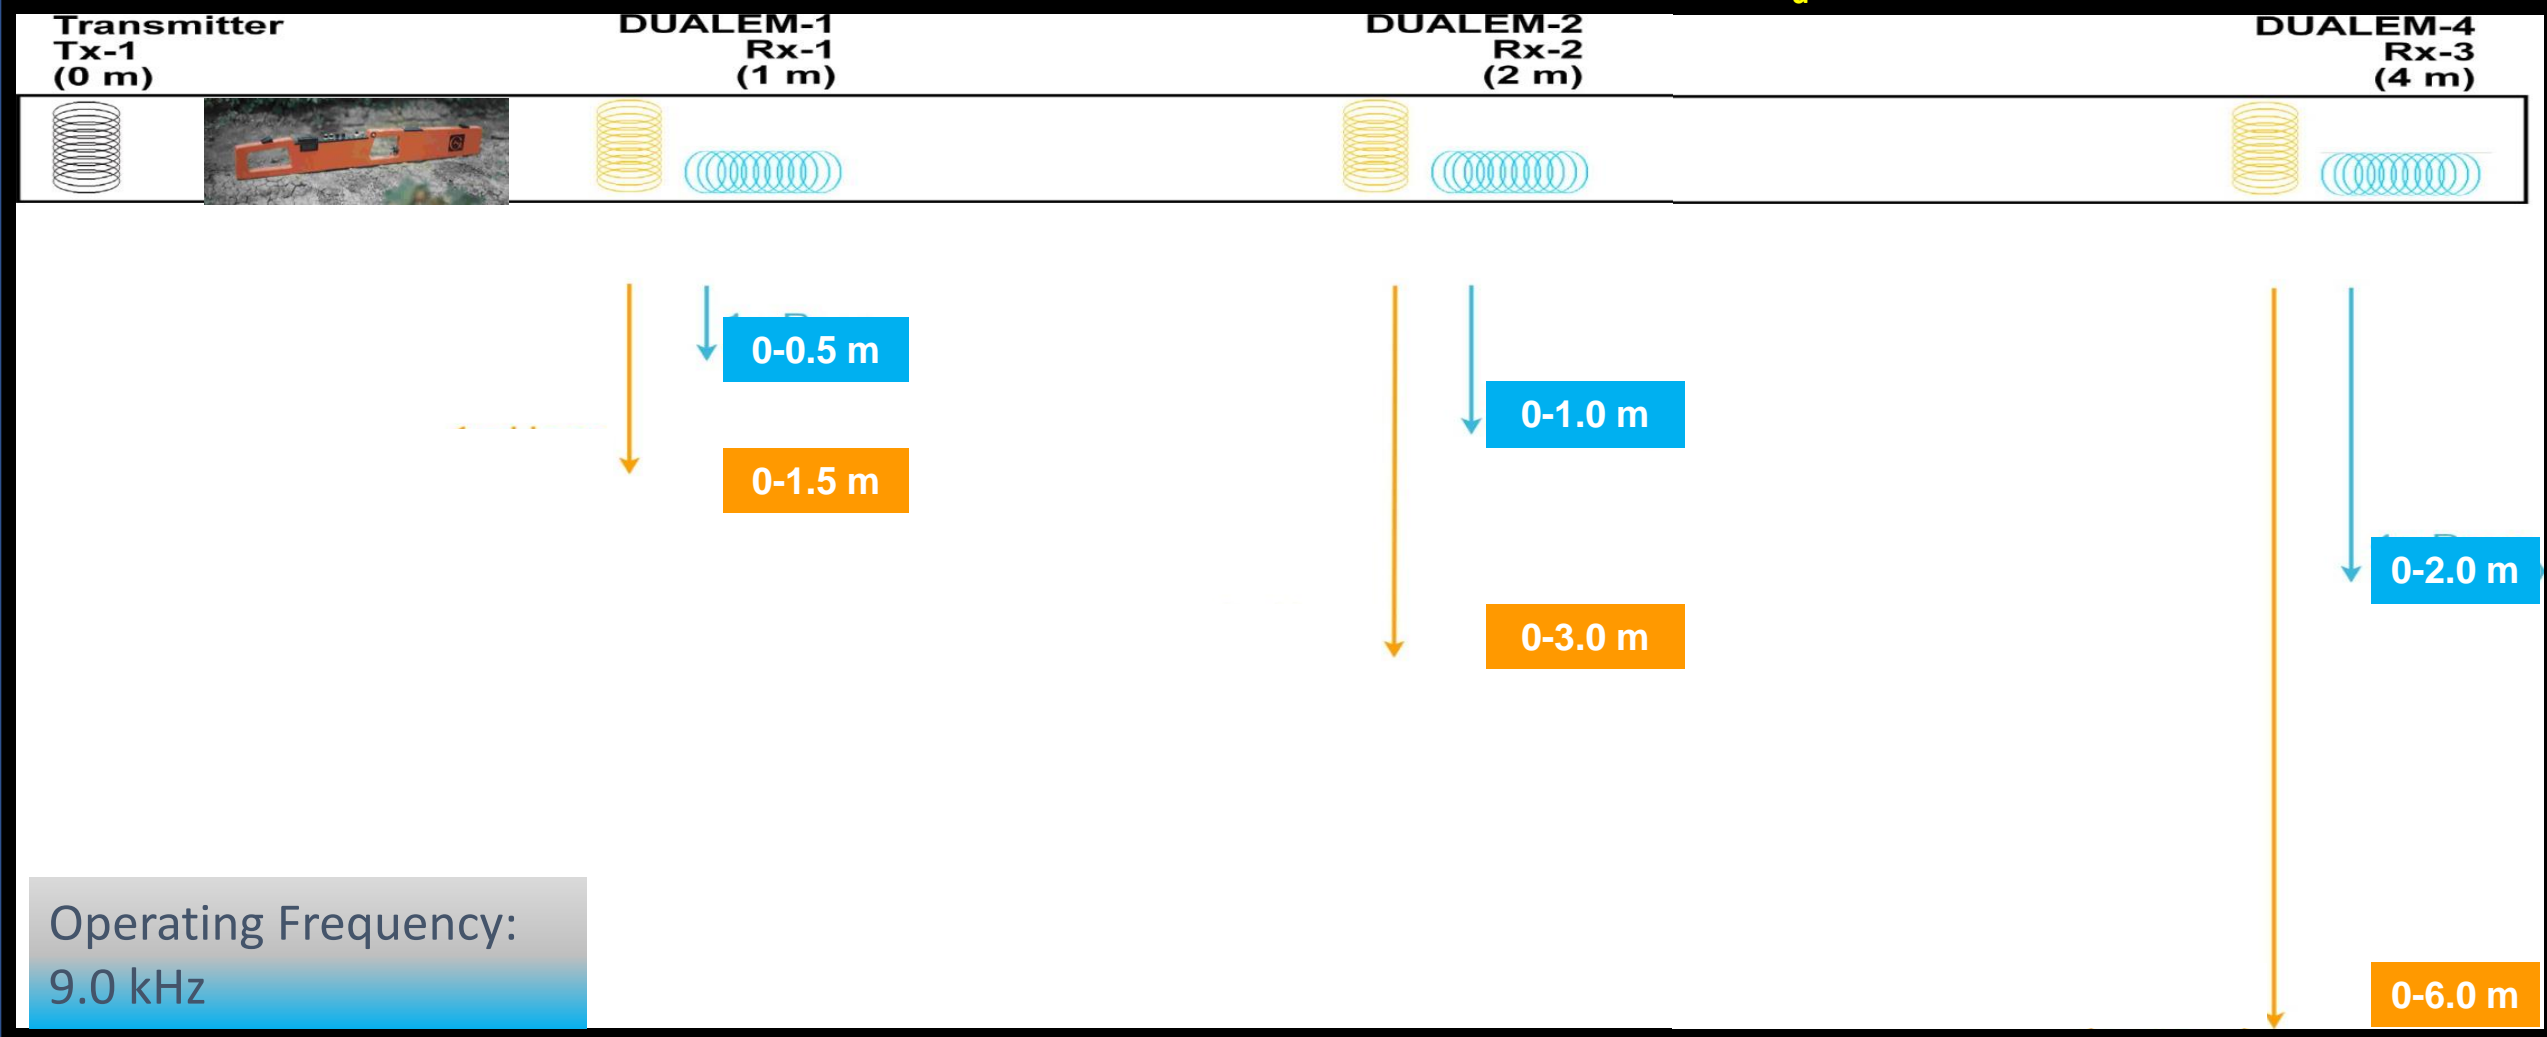 Transmitter
Tx-1
(0 m)
DUALEM-1
Rx-1
(1 m)
DUALEM-2
Rx-2
(2 m)
DUALEM-4
Rx-3
(4 m)
0-0.5 m
0-1.5 m
0-1.0 m
0-3.0 m
0-2.0 m
0-6.0 m
Operating Frequency:
9.0 kHz